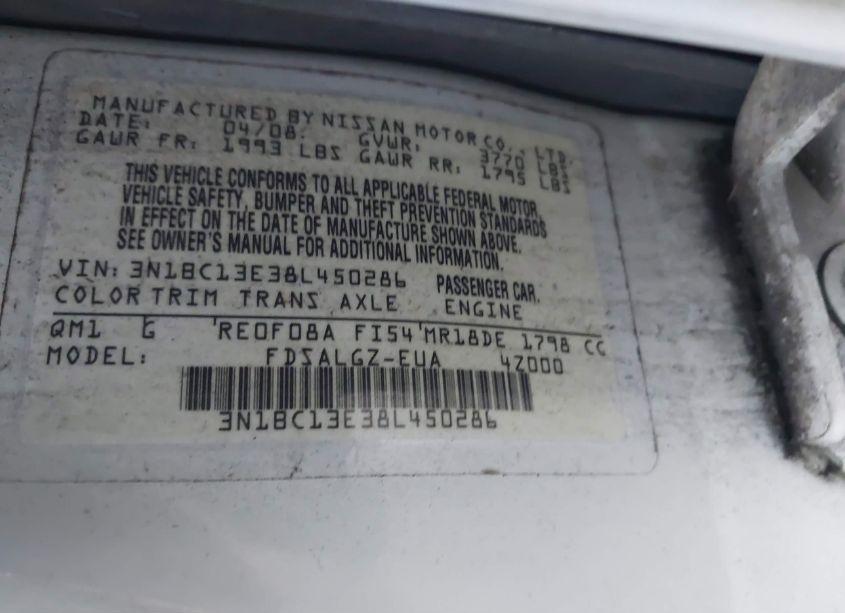 MANUFACTURED BY NISSAN MOTOR CO., LTD.
DATE: 04/08. GVWR: 3770 LBS
GAWR FR: 1993 LBS GAWR RR: 1795 LBS
THIS VEHICLE CONFORMS TO ALL APPLICABLE FEDERAL MOTOR
VEHICLE SAFETY, BUMPER AND THEFT PREVENTION STANDARDS
IN EFFECT ON THE DATE OF MANUFACTURE SHOWN ABOVE.
SEE OWNER'S MANUAL FOR ADDITIONAL INFORMATION.
VIN: 3N1BC13E38L450286 PASSENGER CAR.
COLOR TRIM TRANS AXLE ENGINE
QM1 G RE0F08A FI54 MR18DE 1798 CC
MODEL: FDSALGZ-EUA 4Z000
3N1BC13E38L450286